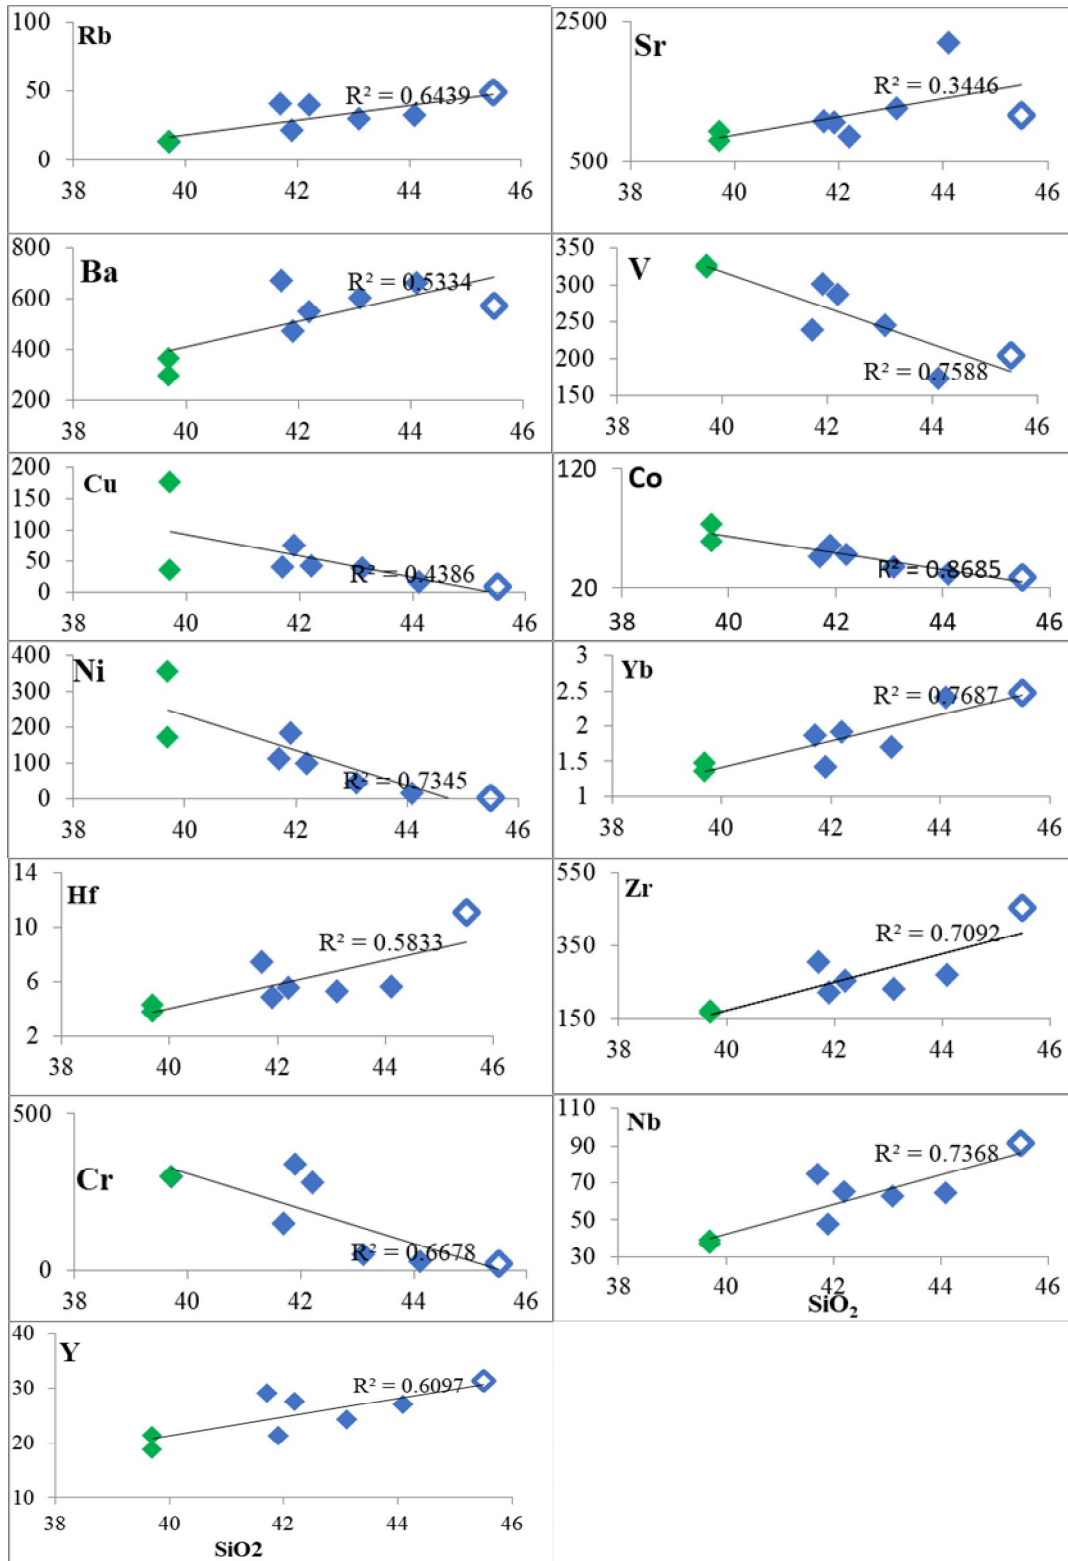 100
Rb
R² = 0.6439
50
0
38 40 42 44 46
2500
Sr
R² = 0.3446
500
38 40 42 44 46
800
Ba
R² = 0.5334
600
400
200
38 40 42 44 46
350
V
300
250
200
R² = 0.7588
150
38 40 42 44 46
200
Cu
150
100
50
R² = 0.4386
0
38 40 42 44 46
120
Co
R² = 0.8685
20
38 40 42 44 46
400
Ni
300
200
100
R² = 0.7345
0
38 40 42 44 46
3
Yb
R² = 0.7687
2.5
2
1.5
1
38 40 42 44 46
14
Hf
10
R² = 0.5833
6
2
38 40 42 44 46
550
Zr
R² = 0.7092
350
150
38 40 42 44 46
500
Cr
R² = 0.6678
0
38 40 42 44 46
110
Nb
90
R² = 0.7368
70
50
30
38 40 42 44 46
SiO₂
40
Y
R² = 0.6097
30
20
10
38 40 42 44 46
SiO2